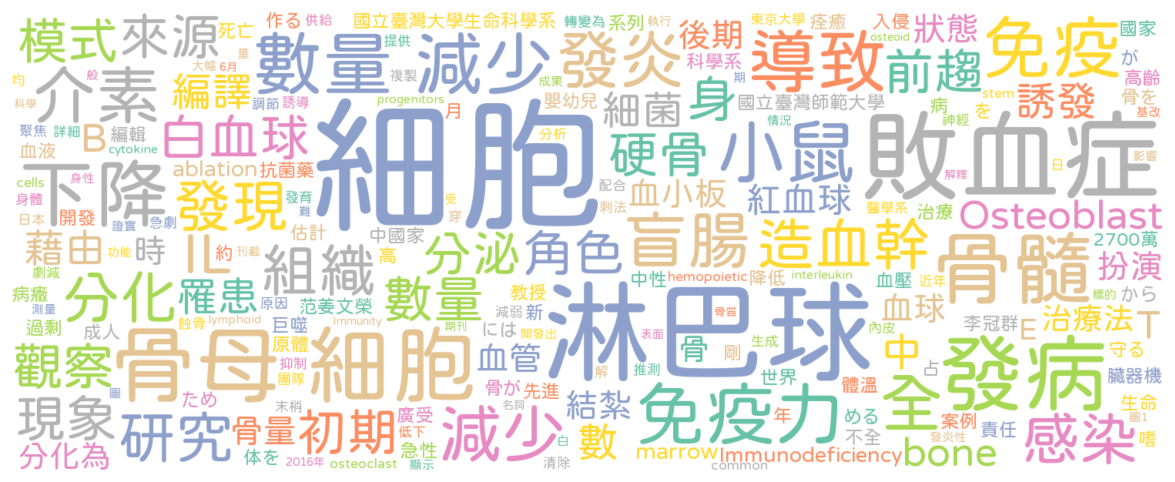 模式 來源 死亡 作る 供給 國立臺灣大學生命科學系 轉變為 系列 東京大學 痊癒 執行 入侵 osteoid 國家
介素 大幅 6月 量 數量 提供 減少 發炎 後期 科學系 導致 狀態 前趨 免疫 が
均 般 科學 編譯 調節 誘導 複製 成果 期 stem 高齡
聚焦 詳細 B 編輯 白血球 月 progenitors 嬰幼兒 細菌 身 國立臺灣師範大學 病 を 神經 誘發 骨を 基改
血液 cytokine ablation 抗菌藥 細胞 分析 硬骨 情況 小鼠 敗血症 日 影響
cells 身性 下降 發現 發育 難 配合 血小板 紅血球 醫學系 治療 解釋
身體 日本 開發 證實 急劇 估計 受 穿 刺法 Osteoblast
藉由 時 IL 功能 約 刊載 中國家 高 分泌 角色 盲腸 造血幹 骨髓 2700萬
劇減 組織 中性 hemopoietic 降低 interleukin 血壓 近年 標的 扮演
病癥 測量 分化 罹患 原因 范姜文榮 數量 教授 減弱 新 淋巴球 骨質 血球 から
過剩 成人 蝕骨 lymphoid 巨噬 Immunity 期刊 には 開發出 表面 李冠群 E 治療法 T
觀察 骨母細胞 原體 抑制 團隊 血管 骨 剛 生成 內皮 中 發病 守る
解 推測 世界 占 臟器機
現象 ため 末梢 骨が 先進 名詞 結紮 免疫力 體溫 全 案例 圖1 生命
研究 骨量 初期 廣受 低下 減少 白 數 年 める 不全 發炎性 責任 感染 嗜
分化為 體を 2016年 osteoclast 急性 顯示 清除 marrow common Immunodeficiency bone
圖